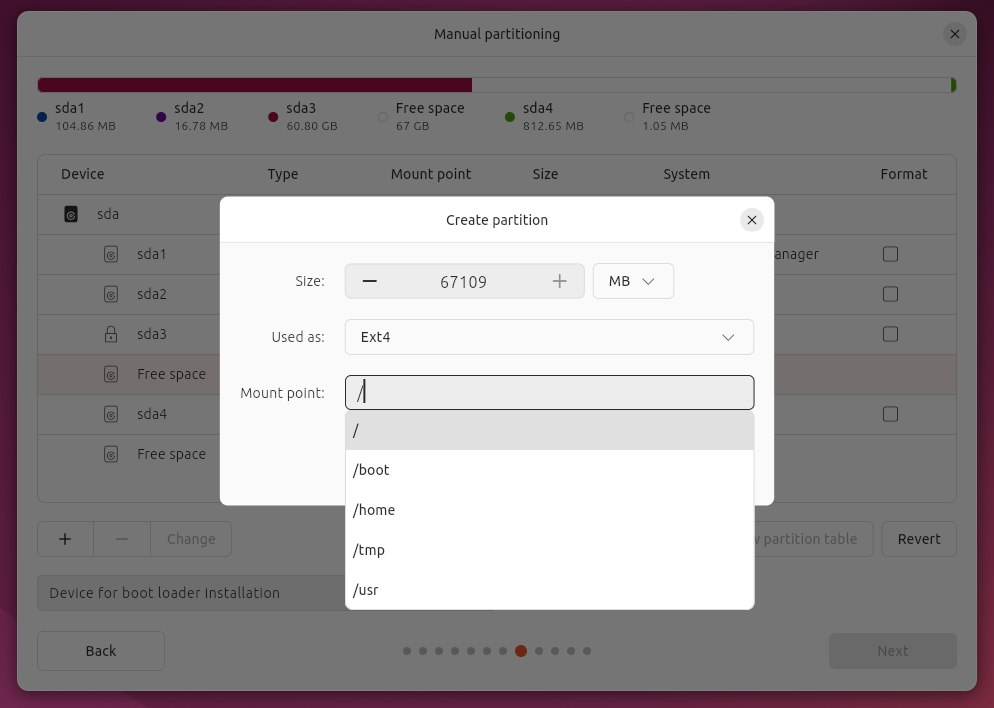 Manual partitioning
sda1 sda2 sda3 Free space sda4 Free space
104.86 MB 16.78 MB 60.80 GB 67 GB 812.65 MB 1.05 MB
Device Type Mount point Size System Format
sda
Create partition
sda1
anager
Size: 67109 MB
sda2
sda3
Used as: Ext4
Free space
Mount point: /
sda4
/
Free space
/boot
/home
/tmp
/usr
Change
partition table Revert
Device for boot loader installation
Back Next